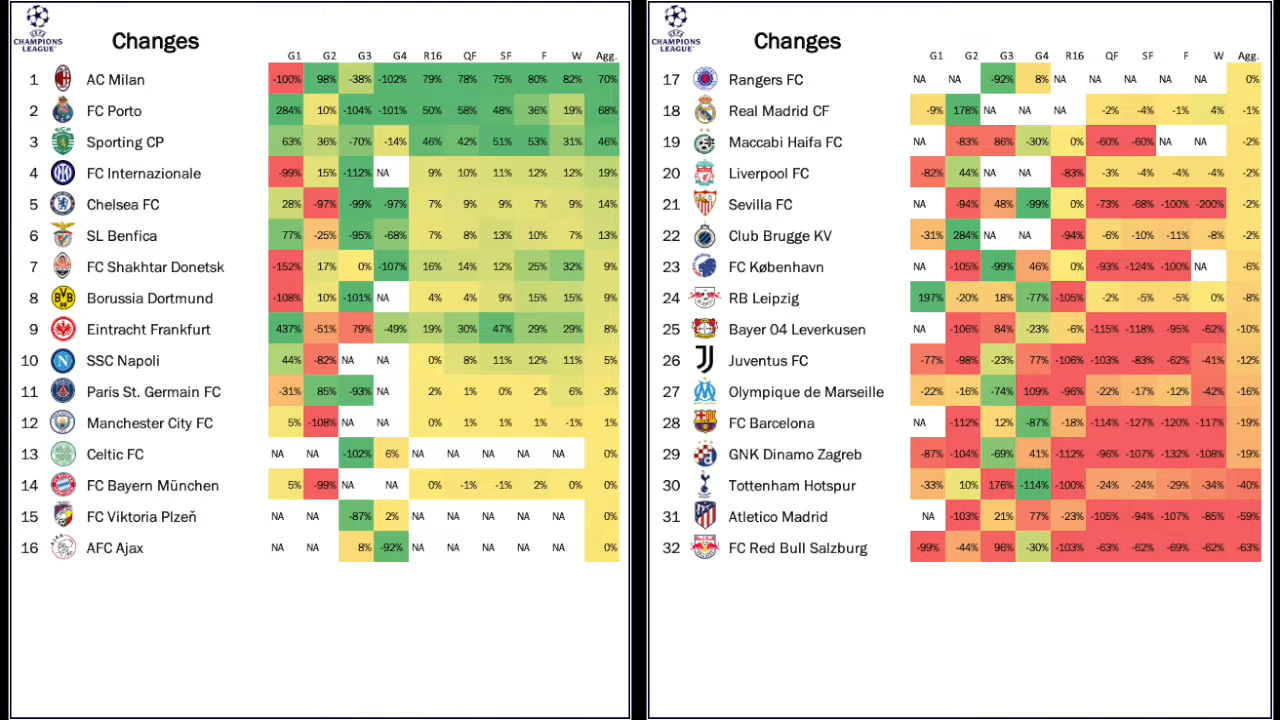 UEFA
CHAMPIONS
LEAGUE
Changes
G1 G2 G3 G4 R16 QF SF F W Agg.
1 AC Milan -100% 98% -38% -102% 79% 78% 75% 80% 82% 70%
2 FC Porto 284% 10% -104% -101% 50% 58% 48% 36% 19% 68%
3 Sporting CP 63% 36% -70% -14% 46% 42% 51% 53% 31% 46%
4 FC Internazionale -99% 15% -112% NA 9% 10% 11% 12% 12% 19%
5 Chelsea FC 28% -97% -99% -97% 7% 9% 9% 7% 9% 14%
6 SL Benfica 77% -25% -95% -68% 7% 8% 13% 10% 7% 13%
7 FC Shakhtar Donetsk -152% 17% 0% -107% 16% 14% 12% 25% 32% 9%
8 Borussia Dortmund -108% 10% -101% NA 4% 4% 9% 15% 15% 9%
9 Eintracht Frankfurt 437% -51% 79% -49% 19% 30% 47% 29% 29% 8%
10 SSC Napoli 44% -82% NA NA 0% 8% 11% 12% 11% 5%
11 Paris St. Germain FC -31% 85% -93% NA 2% 1% 0% 2% 6% 3%
12 Manchester City FC 5% -108% NA NA 0% 1% 1% 1% -1% 1%
13 Celtic FC NA NA -102% 6% NA NA NA NA NA 0%
14 FC Bayern München 5% -99% NA NA 0% -1% -1% 2% 0% 0%
15 FC Viktoria Plzeň NA NA -87% 2% NA NA NA NA NA 0%
16 AFC Ajax NA NA 8% -92% NA NA NA NA NA 0%
UEFA
CHAMPIONS
LEAGUE
Changes
G1 G2 G3 G4 R16 QF SF F W Agg.
17 Rangers FC NA NA -92% 8% NA NA NA NA NA 0%
18 Real Madrid CF -9% 178% NA NA NA -2% -4% -1% 4% -1%
19 Maccabi Haifa FC NA -83% 86% -30% 0% -60% -60% NA NA -2%
20 Liverpool FC -82% 44% NA NA -83% -3% -4% -4% -4% -2%
21 Sevilla FC NA -94% 48% -99% 0% -73% -68% -100% -200% -2%
22 Club Brugge KV -31% 284% NA NA -94% -6% -10% -11% -8% -2%
23 FC København NA -105% -99% 46% 0% -93% -124% -100% NA -6%
24 RB Leipzig 197% -20% 18% -77% -105% -2% -5% -5% 0% -8%
25 Bayer 04 Leverkusen NA -106% 84% -23% -6% -115% -118% -95% -62% -10%
26 Juventus FC -77% -98% -23% 77% -106% -103% -83% -62% -41% -12%
27 Olympique de Marseille -22% -16% -74% 109% -96% -22% -17% -12% -42% -16%
28 FC Barcelona NA -112% 12% -87% -18% -114% -127% -120% -117% -19%
29 GNK Dinamo Zagreb -87% -104% -69% 41% -112% -96% -107% -132% -108% -19%
30 Tottenham Hotspur -33% 10% 176% -114% -100% -24% -24% -29% -34% -40%
31 Atletico Madrid NA -103% 21% 77% -23% -105% -94% -107% -85% -59%
32 FC Red Bull Salzburg -99% -44% 96% -30% -103% -63% -62% -69% -62% -63%